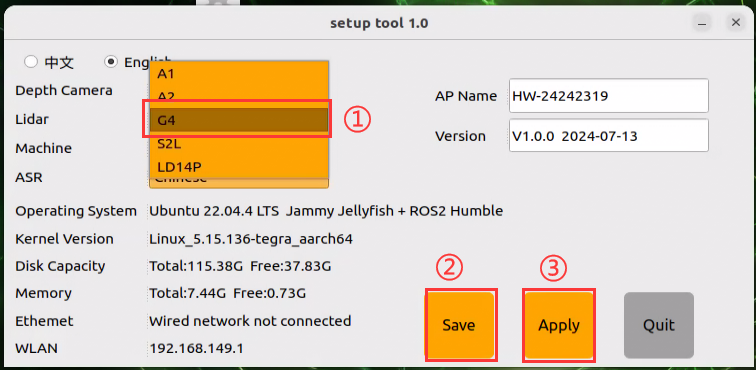 setup tool 1.0
中文 English
Depth Camera
A1
A2
AP Name HW-24242319
Lidar G4 ①
Machine S2L
Version V1.0.0 2024-07-13
LD14P
ASR Chinese
Operating System Ubuntu 22.04.4 LTS Jammy Jellyfish + ROS2 Humble
Kernel Version Linux_5.15.136-tegra_aarch64
Disk Capacity Total:115.38G Free:37.83G
Memory Total:7.44G Free:0.73G
Ethemet Wired network not connected
WLAN 192.168.149.1
② ③
Save Apply Quit